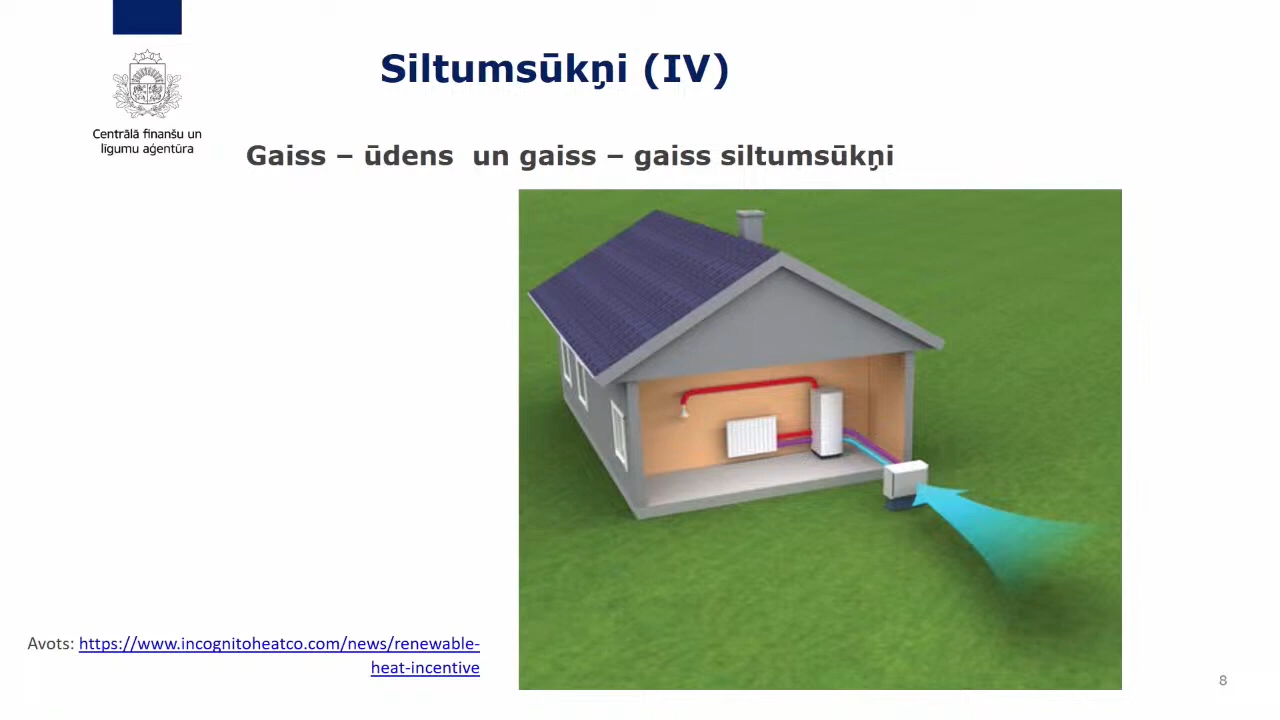 Siltumsūkņi (IV)
Centrālā finanšu un
līgumu aģentūra
Gaiss – ūdens un gaiss – gaiss siltumsūkņi
Avots: https://www.incognitoheatco.com/news/renewable-
heat-incentive
8